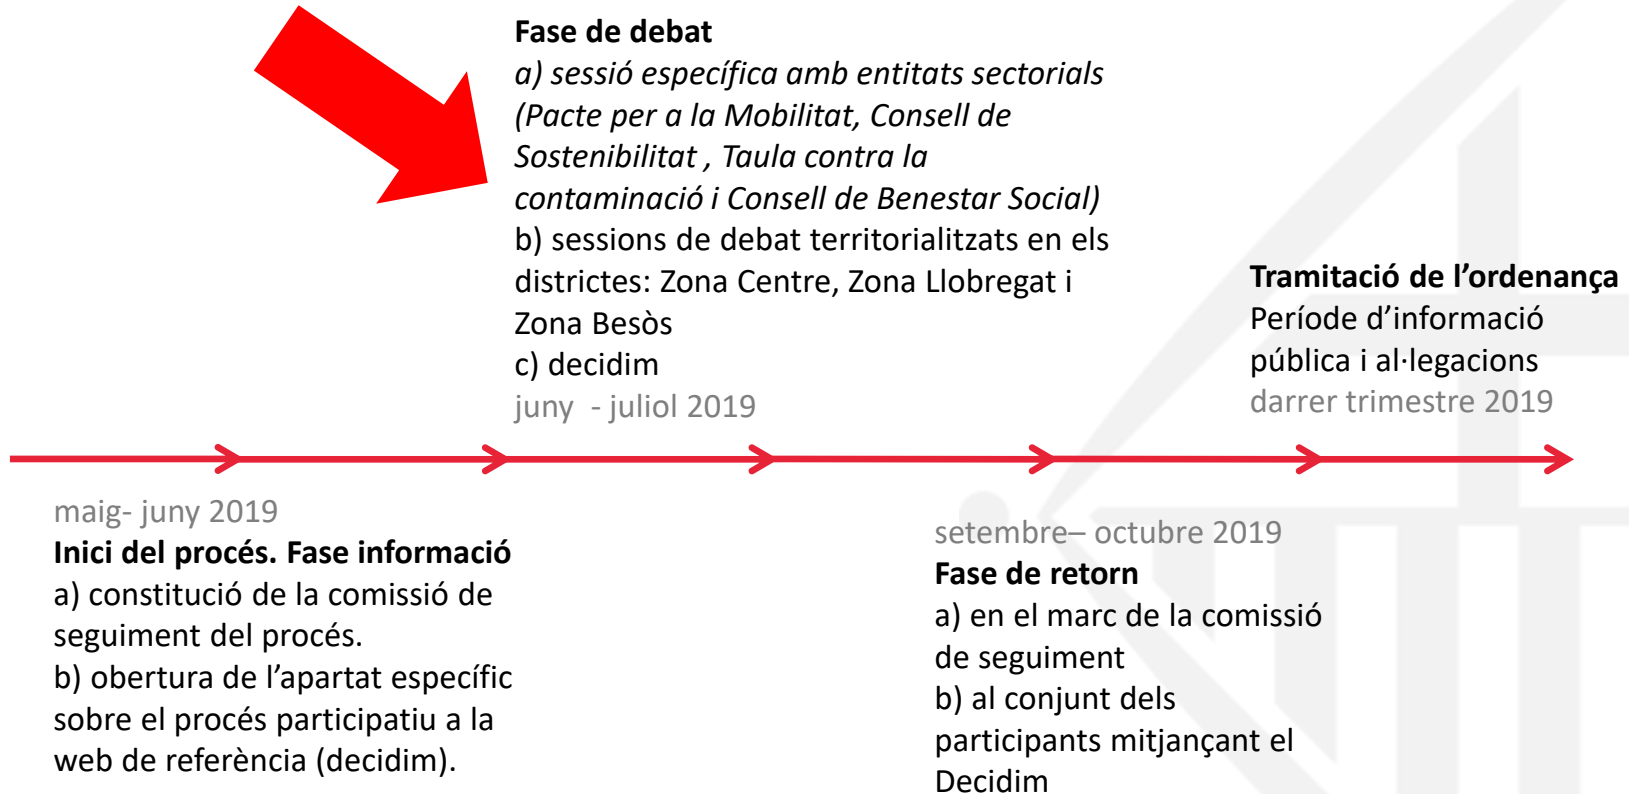 Fase de debat
a) sessió específica amb entitats sectorials
(Pacte per a la Mobilitat, Consell de
Sostenibilitat , Taula contra la
contaminació i Consell de Benestar Social)
b) sessions de debat territorialitzats en els
districtes: Zona Centre, Zona Llobregat i
Zona Besòs
c) decidim
juny - juliol 2019
Tramitació de l’ordenança
Període d’informació
pública i al·legacions
darrer trimestre 2019
maig- juny 2019
Inici del procés. Fase informació
a) constitució de la comissió de
seguiment del procés.
b) obertura de l’apartat específic
sobre el procés participatiu a la
web de referència (decidim).
setembre– octubre 2019
Fase de retorn
a) en el marc de la comissió
de seguiment
b) al conjunt dels
participants mitjançant el
Decidim